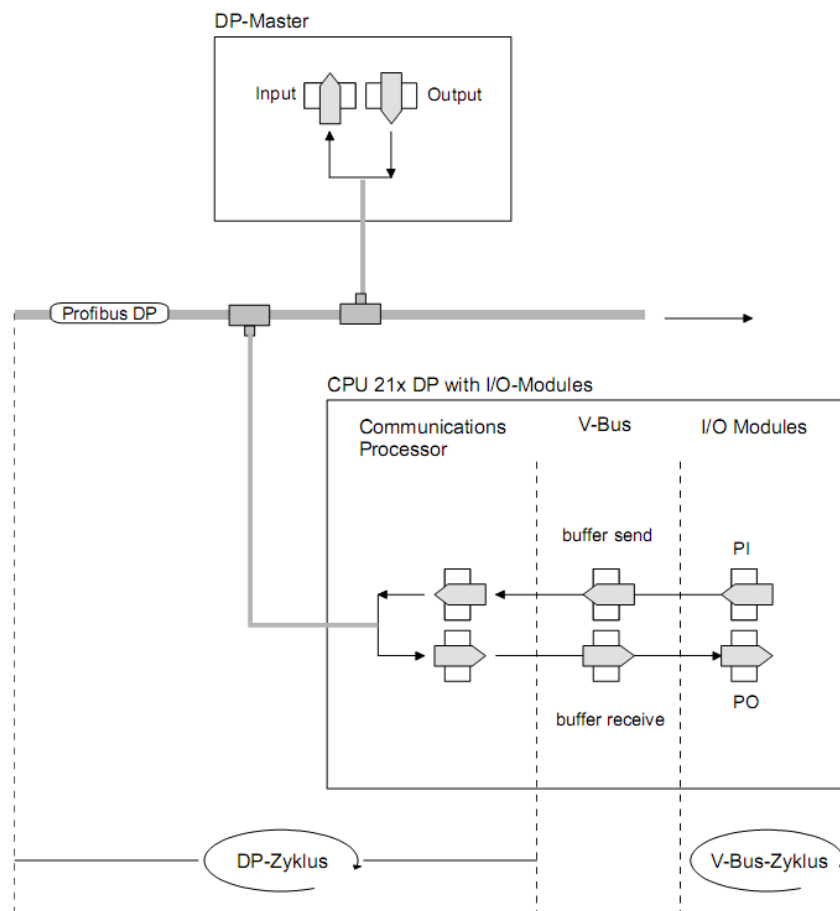 DP-Master
Input
Output
Profibus DP
CPU 21x DP with I/O-Modules
Communications
Processor
V-Bus
I/O Modules
buffer send
PI
PO
buffer receive
DP-Zyklus
V-Bus-Zyklus